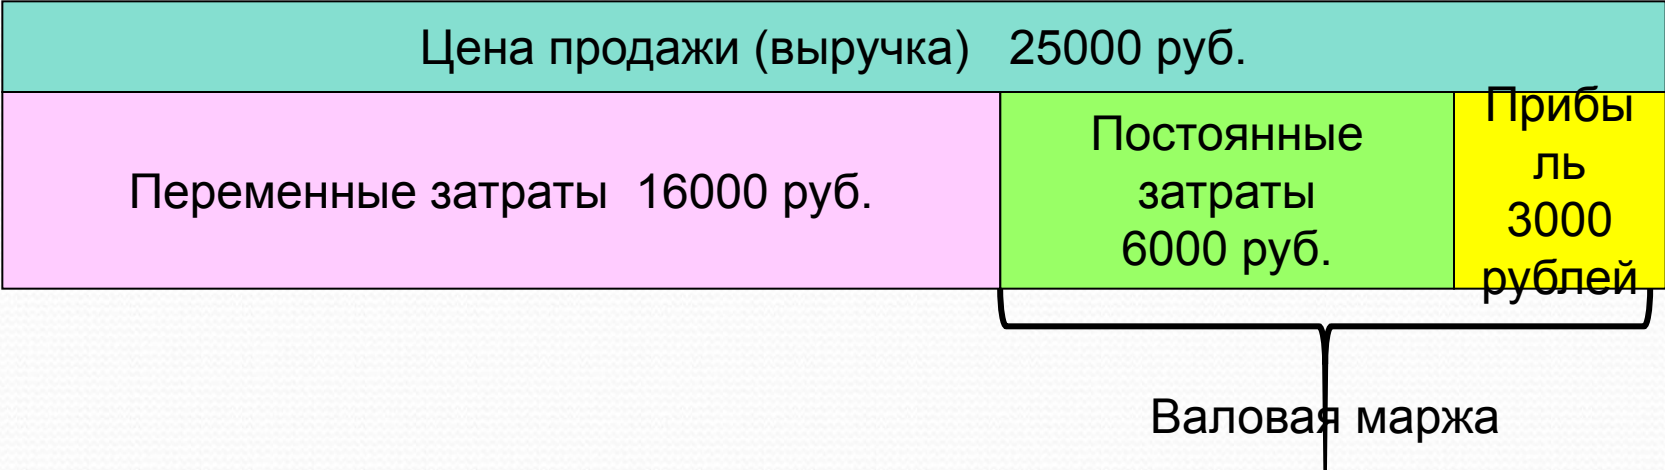 Цена продажи (выручка) 25000 руб.
Переменные затраты 16000 руб.
Постоянные
затраты
6000 руб.
Прибы
ль
3000
рублей
Валовая маржа